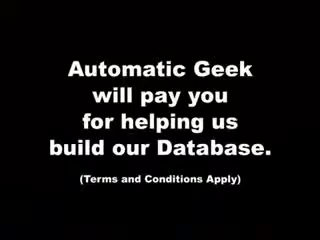 Automatic Geek
will pay you
for helping us
build our Database.
(Terms and Conditions Apply)